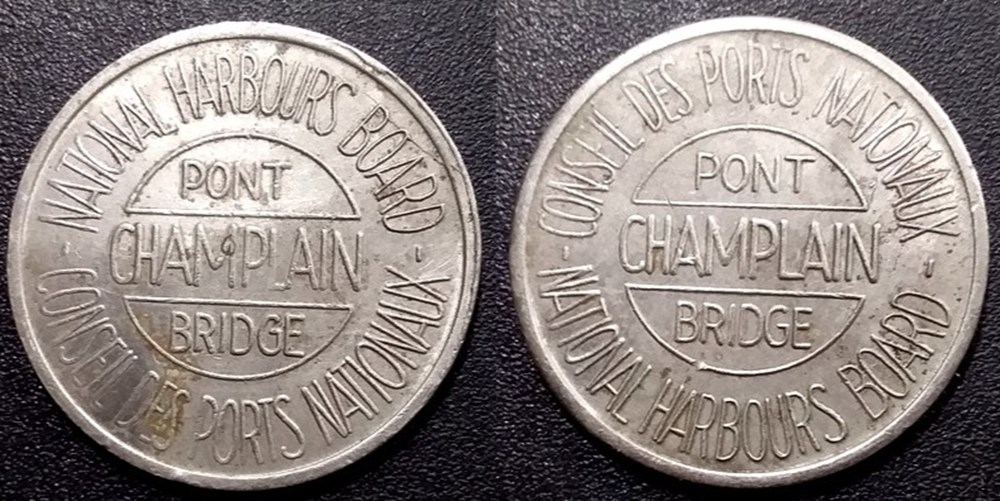 NATIONAL HARBOURS BOARD
PONT
CHAMPLAIN
BRIDGE
CONSEIL DES PORTS NATIONAUX
CONSEIL DES PORTS NATIONAUX
PONT
CHAMPLAIN
BRIDGE
NATIONAL HARBOURS BOARD